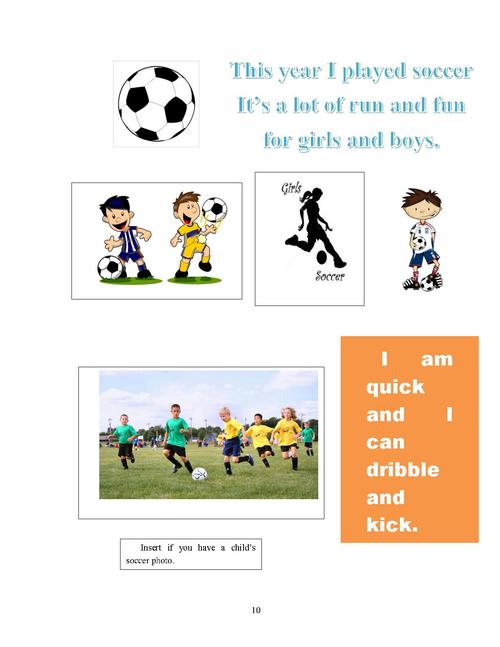 This year I played soccer
It's a lot of run and fun
for girls and boys.
Girls
Soccer
I am
quick
and I
can
dribble
and
kick.
Insert if you have a child's
soccer photo.
10